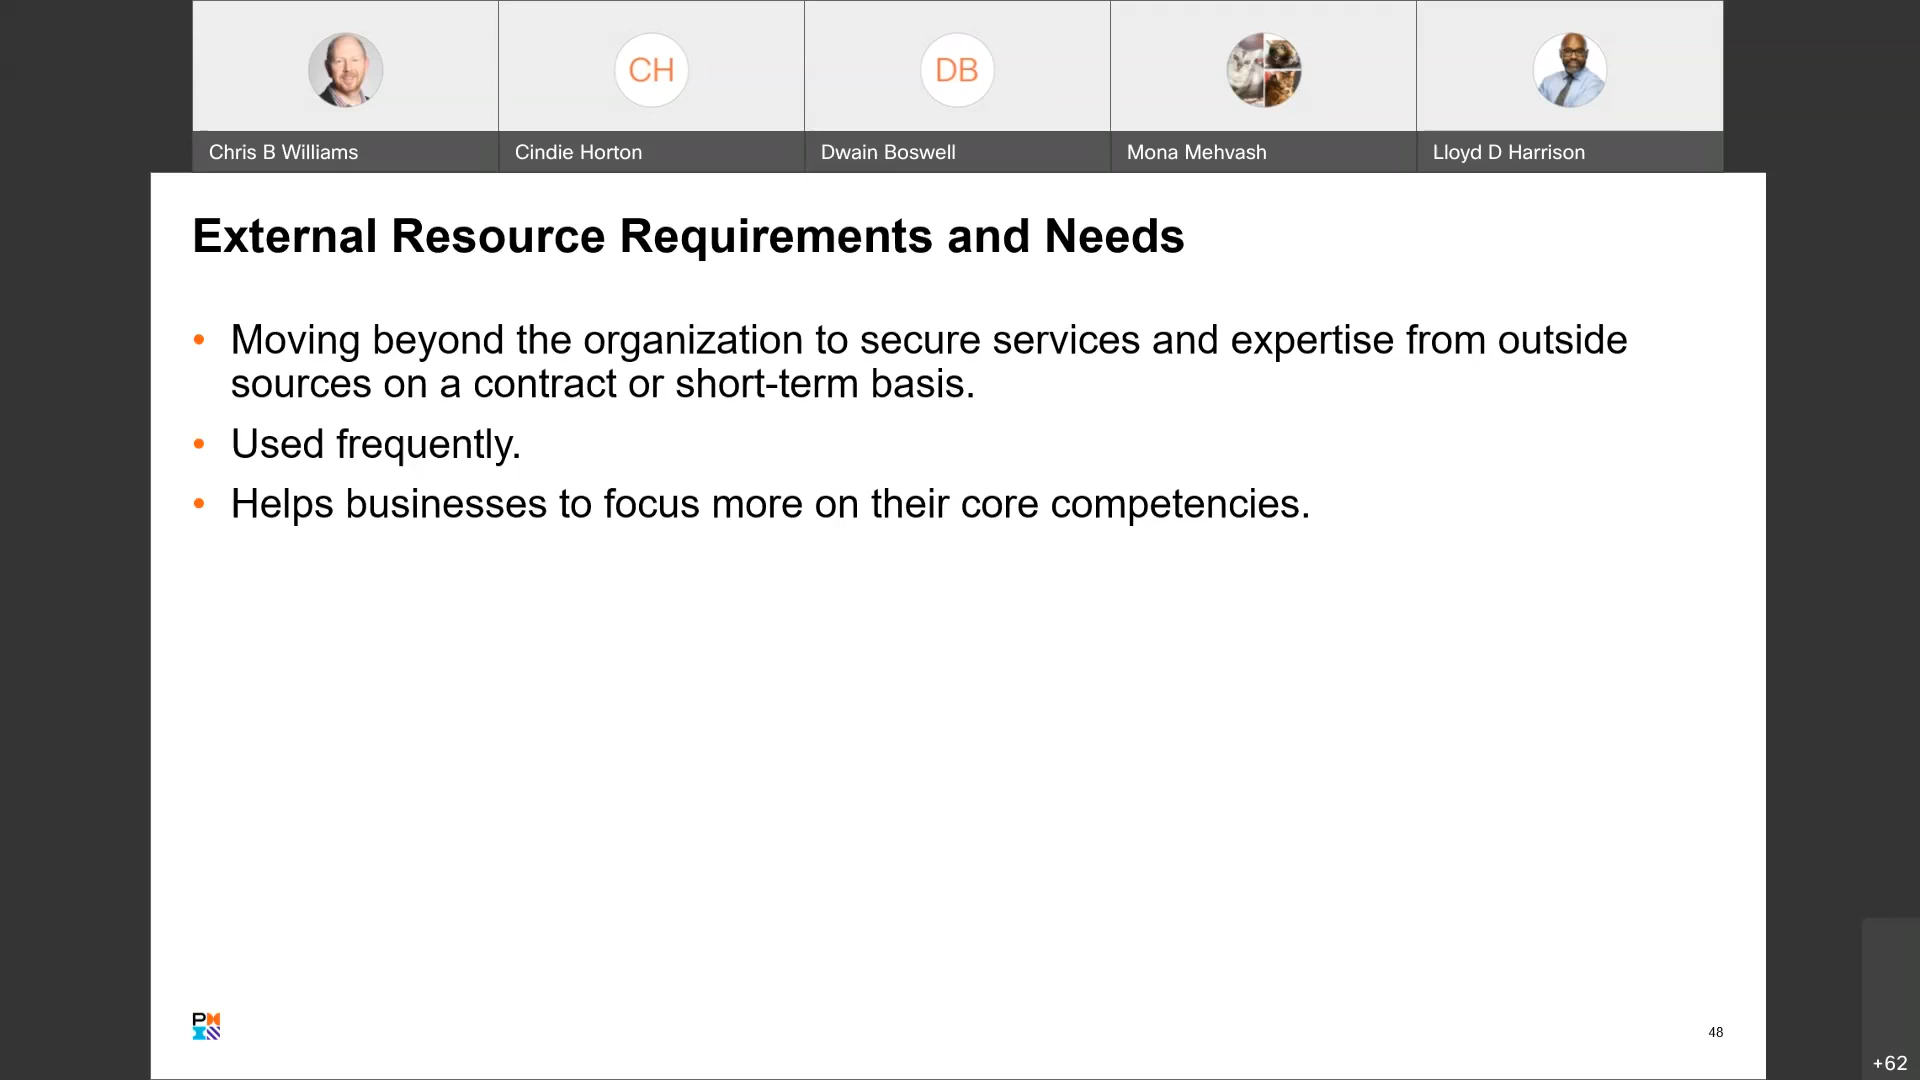 CH
DB
Chris B Williams
Cindie Horton
Dwain Boswell
Mona Mehvash
Lloyd D Harrison
External Resource Requirements and Needs
• Moving beyond the organization to secure services and expertise from outside
sources on a contract or short-term basis.
• Used frequently.
• Helps businesses to focus more on their core competencies.
P
48
+62